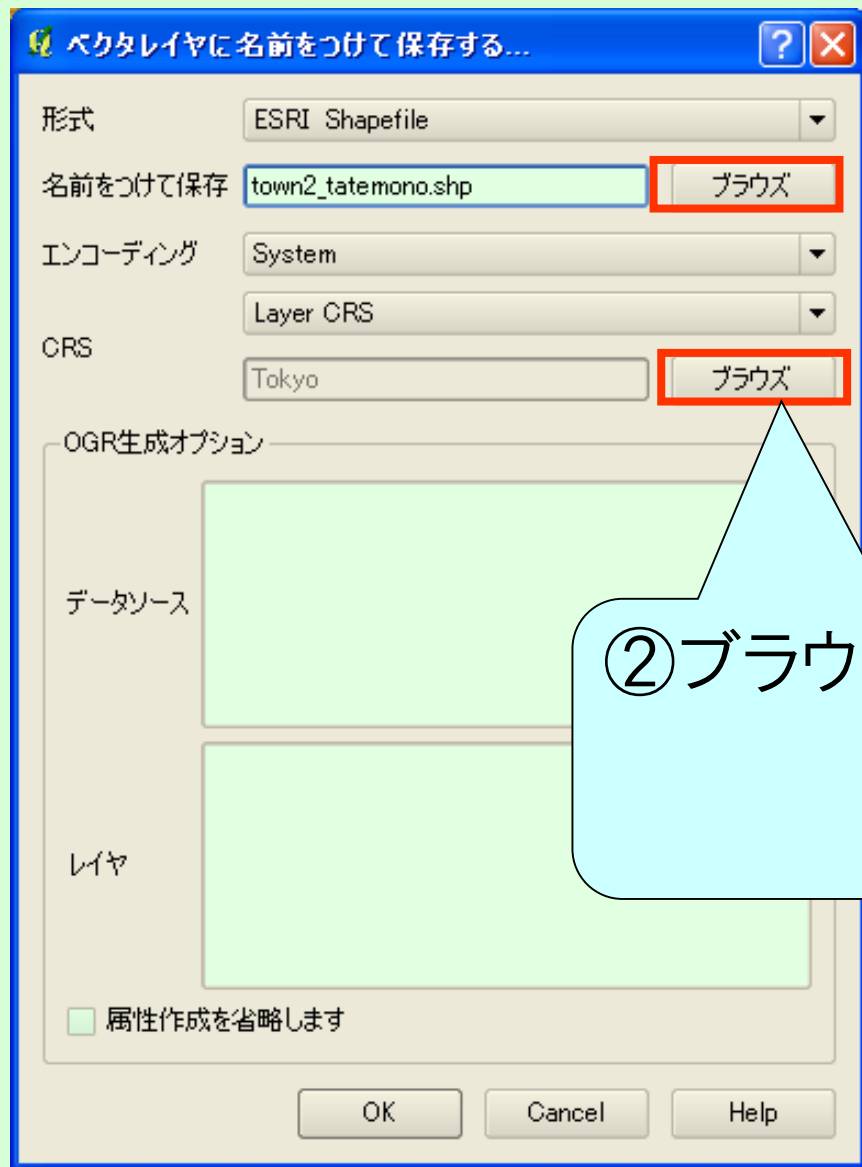 ベクタレイヤに名前をつけて保存する...
形式 ESRI Shapefile
名前をつけて保存 town2_tatemono.shp ブラウズ
エンコーディング System
Layer CRS
CRS
Tokyo ブラウズ
OGR生成オプション
データソース
②ブラウ
レイヤ
属性作成を省略します
OK Cancel Help